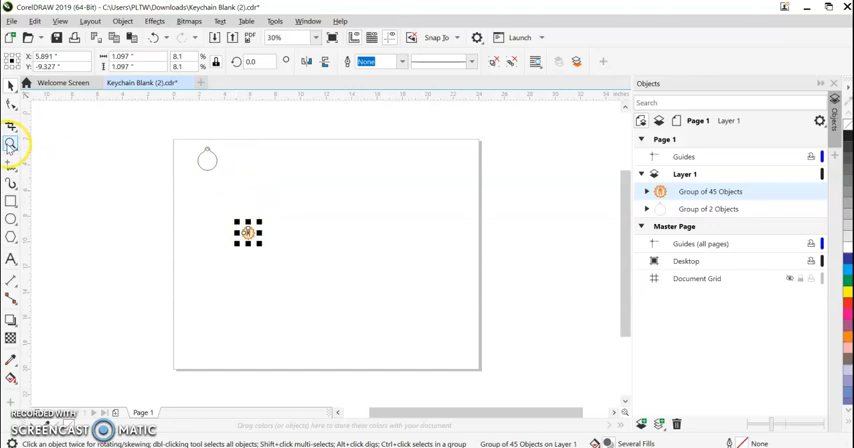 CorelDRAW 2019 (64-Bit) - C:\Users\PLTW\Downloads\Keychain Blank (2).cdr*
File Edit View Layout Object Effects Bitmaps Text Table Tools Window Help
PDF 30% Snap To Launch
X: 5.891 " 1.097 " 8.1 % 0.0 None
Y: -9.327 " 1.097 " 8.1 %
Welcome Screen Keychain Blank (2).cdr* Objects
inches
Search
Page 1 Layer 1
Page 1
Guides
Layer 1
Group of 45 Objects
Group of 2 Objects
Master Page
Guides (all pages)
Desktop
Document Grid
Objects
Page 1
RECORDED WITH
SCREENCAST MATIC
Drag colors (or objects) here to store these colors with your document
Click an object twice for rotating/skewing; dbl-clicking tool selects all objects; Shift+click multi-selects; Alt+click digs; Ctrl+click selects in a group Group of 45 Objects on Layer 1 Several Fills None